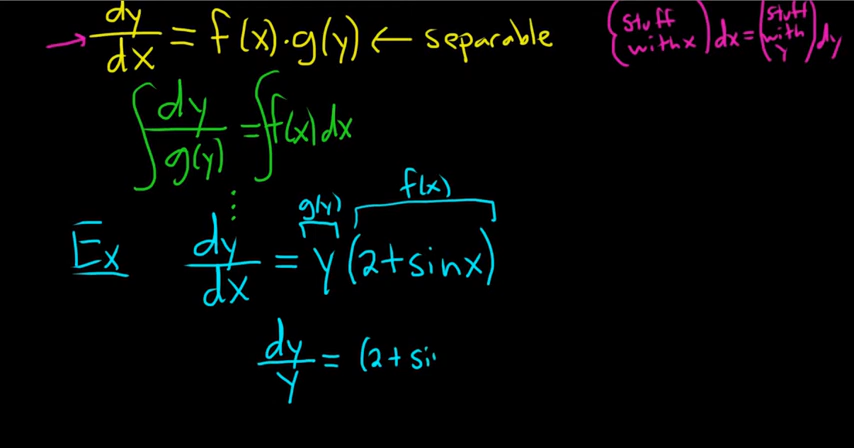 dy/dx = f(x)·g(y) ← separable
(stuff with x) dx = (stuff with y) dy
∫ dy/g(y) = ∫ f(x) dx
⋮
g(y) f(x)
Ex dy/dx = y(2+sinx)
dy/y = (2+si